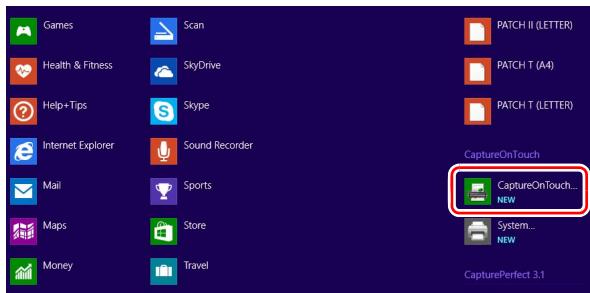 Games
Health & Fitness
Help+Tips
Internet Explorer
Mail
Maps
Money
Scan
SkyDrive
Skype
Sound Recorder
Sports
Store
Travel
PATCH II (LETTER)
PATCH T (A4)
PATCH T (LETTER)
CaptureOnTouch
CaptureOnTouch...
NEW
System...
NEW
CapturePerfect 3.1